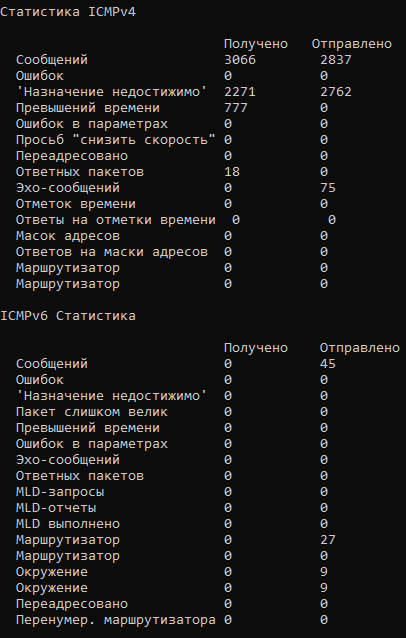 Статистика ICMPv4
Получено Отправлено
Сообщений 3066 2837
Ошибок 0 0
'Назначение недостижимо' 2271 2762
Превышений времени 777 0
Ошибок в параметрах 0 0
Просьб "снизить скорость" 0 0
Переадресовано 0 0
Ответных пакетов 18 0
Эхо-сообщений 0 75
Отметок времени 0 0
Ответы на отметки времени 0 0
Масок адресов 0 0
Ответов на маски адресов 0 0
Маршрутизатор 0 0
Маршрутизатор 0 0
ICMPv6 Статистика
Получено Отправлено
Сообщений 0 45
Ошибок 0 0
'Назначение недостижимо' 0 0
Пакет слишком велик 0 0
Превышений времени 0 0
Ошибок в параметрах 0 0
Эхо-сообщений 0 0
Ответных пакетов 0 0
MLD-запросы 0 0
MLD-отчеты 0 0
MLD выполнено 0 0
Маршрутизатор 0 27
Маршрутизатор 0 0
Окружение 0 9
Окружение 0 9
Переадресовано 0 0
Перенумер. маршрутизатора 0 0